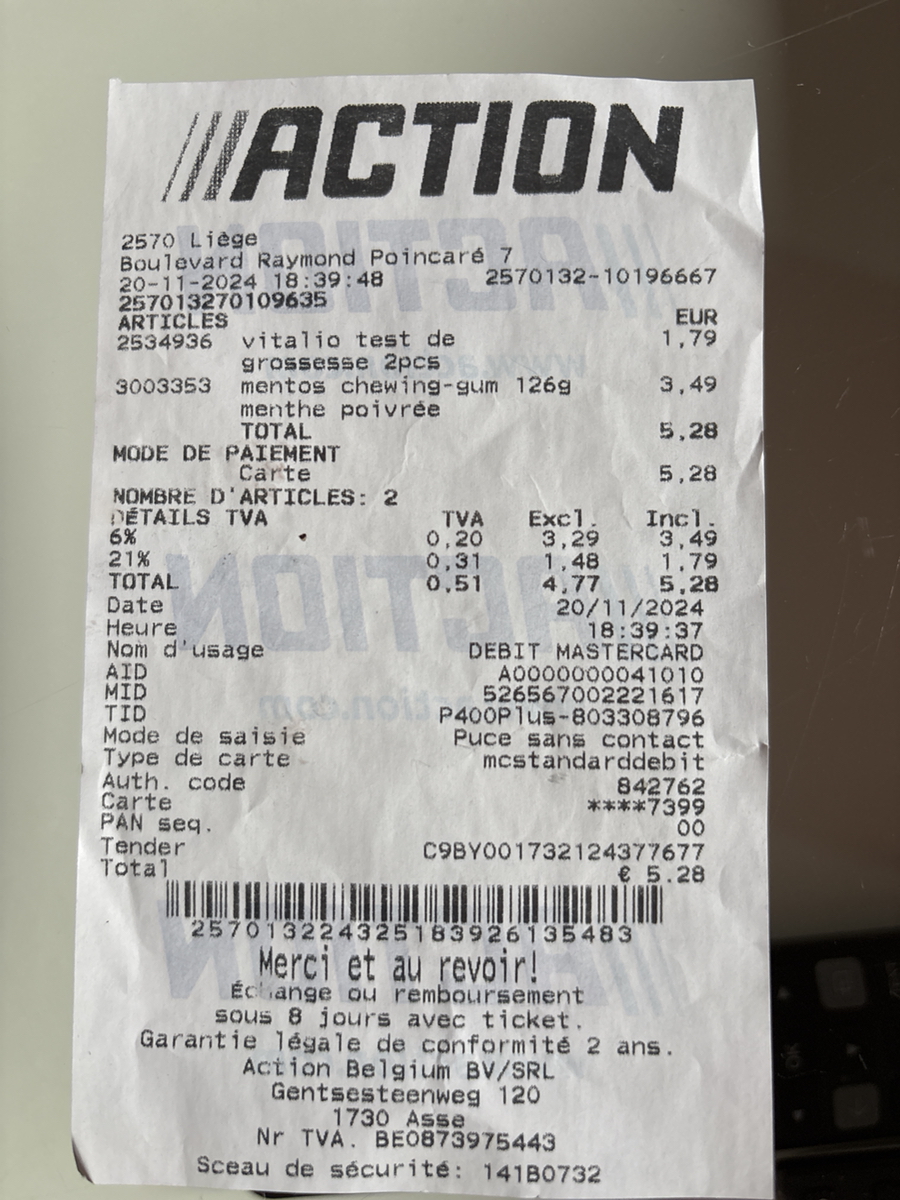 ACTION
2570 Liège
Boulevard Raymond Poincaré 7
20-11-2024 18:39:48 2570132-10196667
257013270109635
ARTICLES EUR
2534936 vitalio test de 1,79
grossesse 2pcs
3003353 mentos chewing-gum 126g 3,49
menthe poivrée
TOTAL 5,28
MODE DE PAIEMENT
Carte 5,28
NOMBRE D'ARTICLES: 2
DÉTAILS TVA TVA Excl. Incl.
6% 0,20 3,29 3,49
21% 0,31 1,48 1,79
TOTAL 0,51 4,77 5,28
Date 20/11/2024
Heure 18:39:37
Nom d'usage DEBIT MASTERCARD
AID A0000000041010
MID 526567002221617
TID P400Plus-803308796
Mode de saisie Puce sans contact
Type de carte mcstandarddebit
Auth. code 842762
Carte ****7399
PAN seq. 00
Tender C9BY001732124377677
Total € 5.28
257013224325183926135483
Merci et au revoir!
Échange ou remboursement
sous 8 jours avec ticket.
Garantie légale de conformité 2 ans.
Action Belgium BV/SRL
Gentsesteenweg 120
1730 Asse
Nr TVA. BE0873975443
Sceau de sécurité: 141B0732